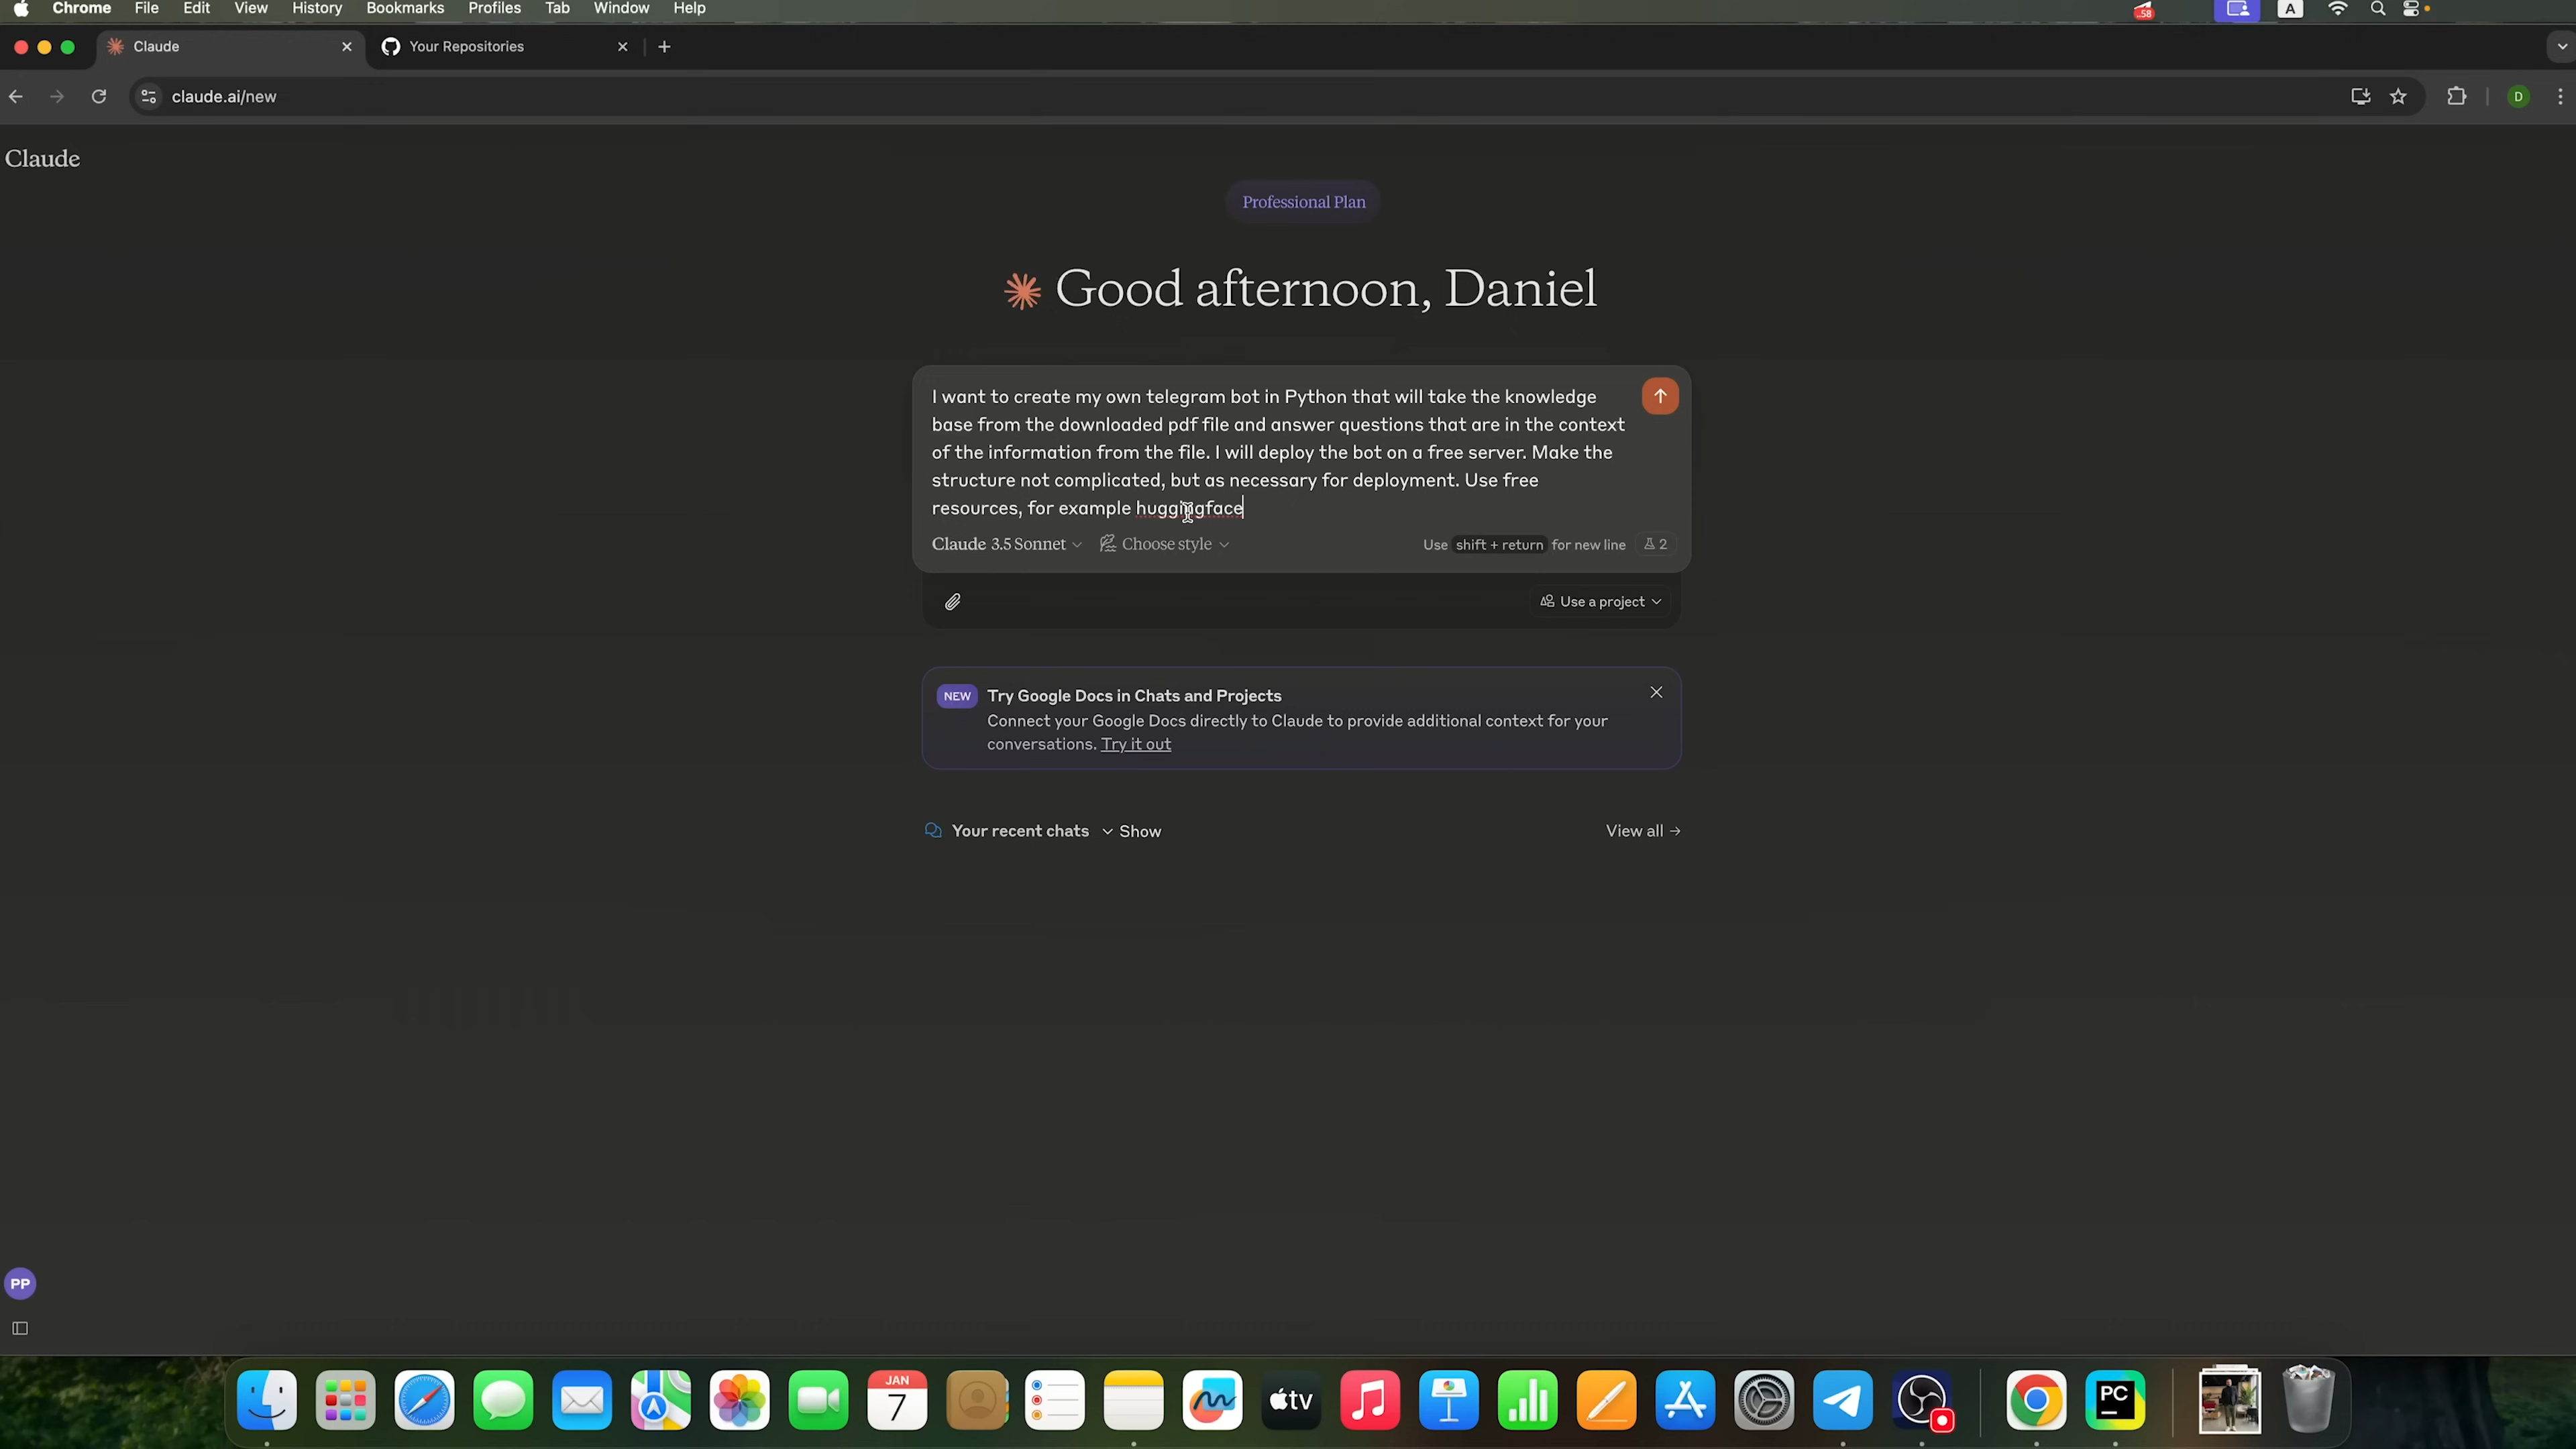 Chrome File Edit View History Bookmarks Profiles Tab Window Help
58
A
Claude
Your Repositories
claude.ai/new
D
Claude
Professional Plan
Good afternoon, Daniel
I want to create my own telegram bot in Python that will take the knowledge
base from the downloaded pdf file and answer questions that are in the context
of the information from the file. I will deploy the bot on a free server. Make the
structure not complicated, but as necessary for deployment. Use free
resources, for example huggingface
Claude 3.5 Sonnet Choose style Use shift + return for new line 2
Use a project
NEW Try Google Docs in Chats and Projects
Connect your Google Docs directly to Claude to provide additional context for your
conversations. Try it out
Your recent chats Show View all →
PP
JAN
7
tv
PC